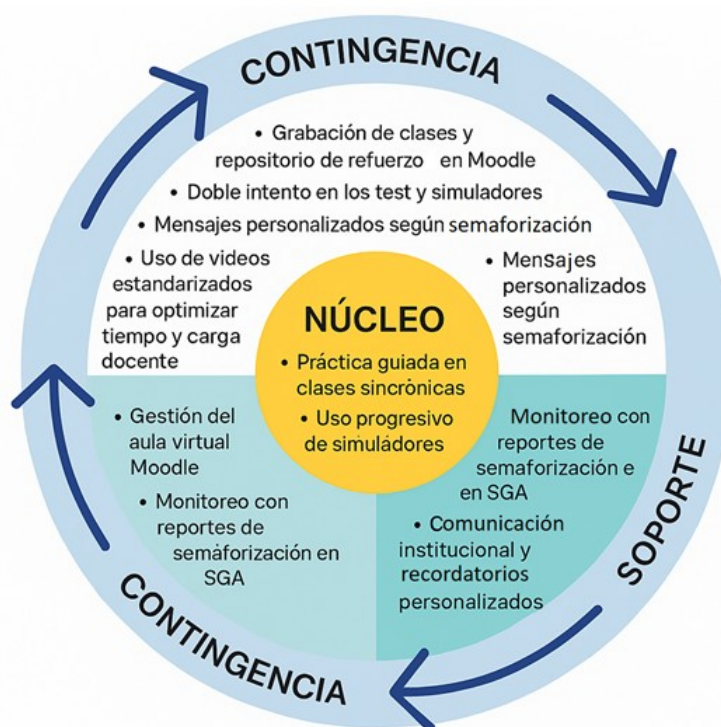 CONTINGENCIA
• Grabación de clases y
repositorio de refuerzo en Moodle
• Doble intento en los test y simuladores
• Mensajes personalizados según semaforización
• Uso de videos
estandarizados
para optimizar
tiempo y carga
docente
• Mensajes
personalizados
según
semaforización
NÚCLEO
• Práctica guiada en
clases sincrònicas
• Uso progresivo
de simuladores
• Gestión del
aula virtual
Moodle
• Monitoreo con
reportes de
semáforización en
SGA
Monitoreo con
reportes de
semaforización e
en SGA
• Comunicación
institucional y
recordatorios
personalizados
SOPORTE
CONTINGENCIA